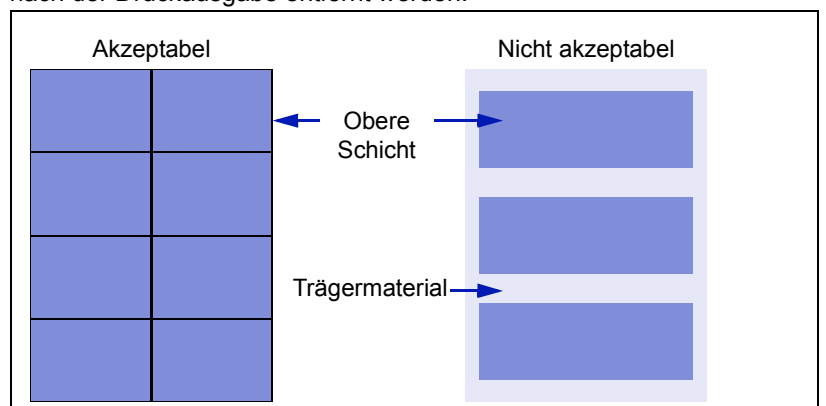 nach der Druckausgabe entfernt werden.
Akzeptabel
Nicht akzeptabel
Obere
Schicht
Trägermaterial